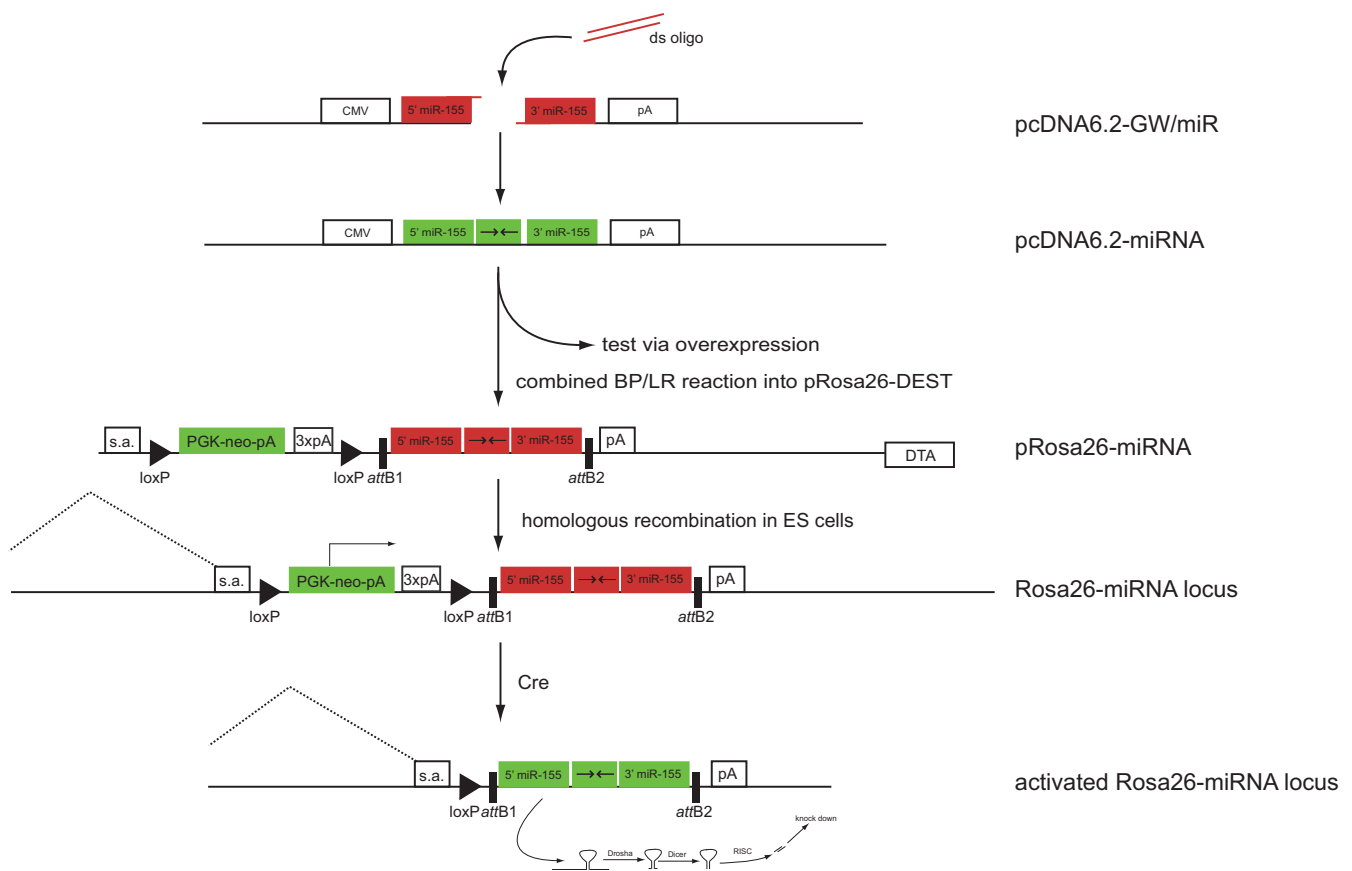 ds oligo
CMV 5' miR-155 3' miR-155 pA
pcDNA6.2-GW/miR
CMV 5' miR-155 →← 3' miR-155 pA
pcDNA6.2-miRNA
test via overexpression
combined BP/LR reaction into pRosa26-DEST
s.a. PGK-neo-pA 3xpA 5' miR-155 →← 3' miR-155 pA DTA
pRosa26-miRNA
loxP loxP attB1 attB2
homologous recombination in ES cells
s.a. PGK-neo-pA 3xpA 5' miR-155 →← 3' miR-155 pA
Rosa26-miRNA locus
loxP loxP attB1 attB2
Cre
s.a. 5' miR-155 →← 3' miR-155 pA
activated Rosa26-miRNA locus
loxP attB1 attB2
knock down
Drosha Dicer RISC